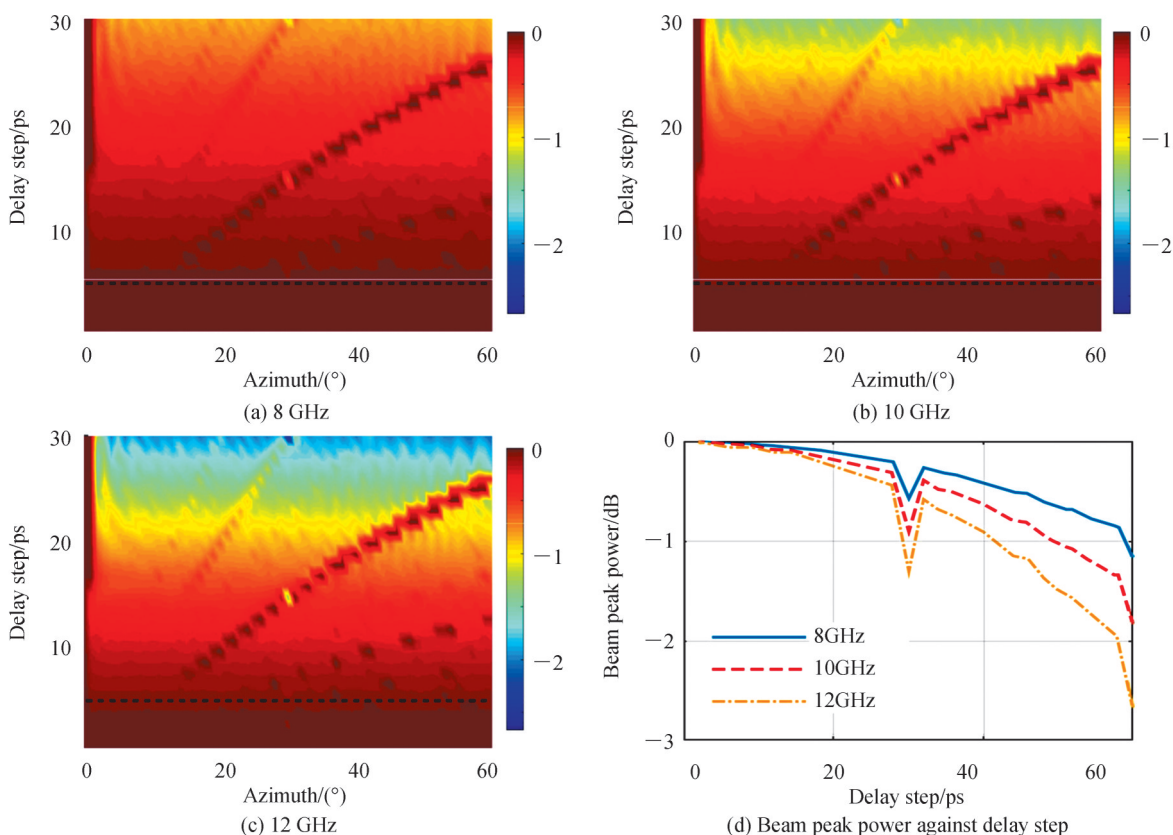 30
20
10
Delay step/ps
0
−1
−2
0
20
40
60
Azimuth/(°)
(a) 8 GHz
30
20
10
Delay step/ps
0
−1
−2
0
20
40
60
Azimuth/(°)
(b) 10 GHz
30
20
10
Delay step/ps
0
−1
−2
0
20
40
60
Azimuth/(°)
(c) 12 GHz
0
−1
−2
−3
Beam peak power/dB
8GHz
10GHz
12GHz
0
20
40
60
Delay step/ps
(d) Beam peak power against delay step